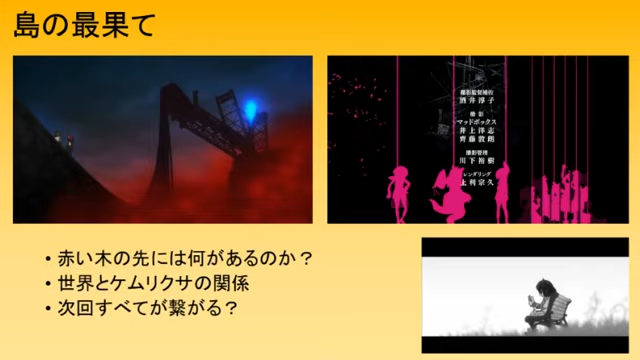 島の最果て
撮影監督補佐
酒井淳子
撮影
マッドボックス
井上洋志
齊藤敦朗
撮影管理
川下裕樹
レンダリング
上利宗久
• 赤い木の先には何があるのか？
• 世界とケムリクサの関係
• 次回すべてが繋がる？